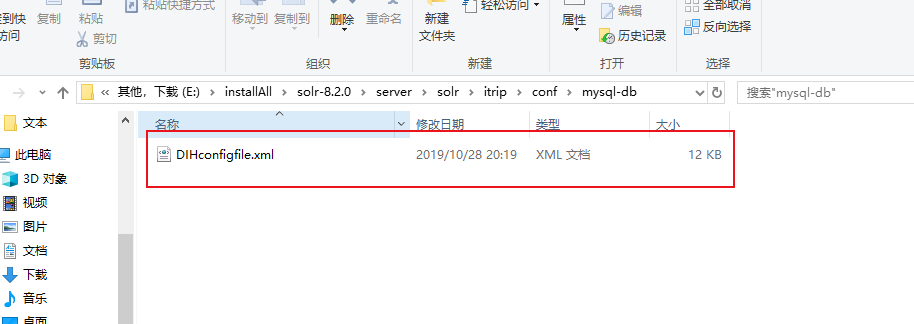 粘贴快捷方式
复制
粘贴
剪切
访问
移动到
复制到
删除
重命名
新建
文件夹
轻松访问
属性
编辑
历史记录
全部取消
反向选择
剪贴板
组织
新建
打开
选择
« 其他，下载 (E:) › installAll › solr-8.2.0 › server › solr › itrip › conf › mysql-db
搜索"mysql-db"
名称 修改日期 类型 大小
DIHconfigfile.xml 2019/10/28 20:19 XML 文档 12 KB
文本
此电脑
3D 对象
视频
图片
文档
下载
音乐
桌面